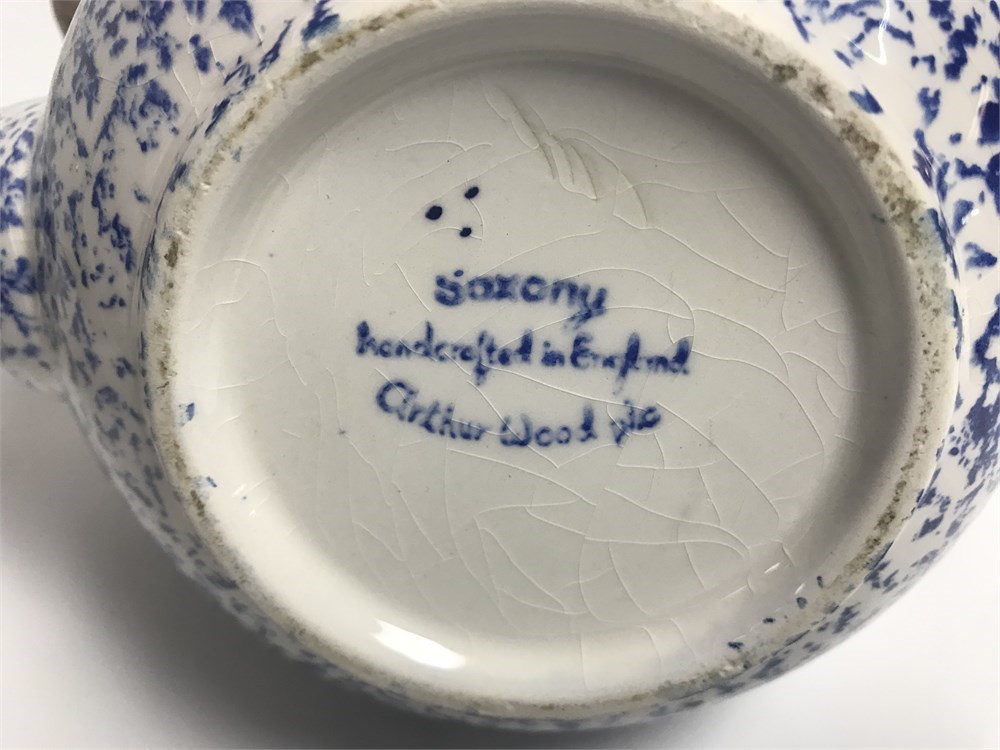 Saxony
handcrafted in England
Arthur Wood plc